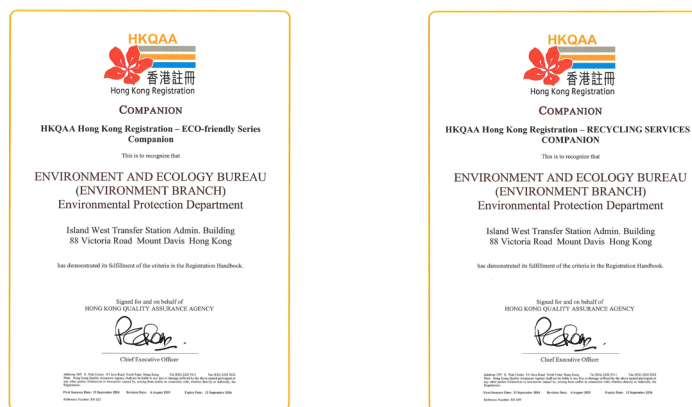 HKQAA
香港註冊
Hong Kong Registration
COMPANION
HKQAA Hong Kong Registration – ECO-friendly Series
Companion
This is to recognize that
ENVIRONMENT AND ECOLOGY BUREAU
(ENVIRONMENT BRANCH)
Environmental Protection Department
Island West Transfer Station Admin. Building
88 Victoria Road Mount Davis Hong Kong
has demonstrated its fulfillment of the criteria in the Registration Handbook.
Signed for and on behalf of
HONG KONG QUALITY ASSURANCE AGENCY
Chief Executive Officer
HKQAA
香港註冊
Hong Kong Registration
COMPANION
HKQAA Hong Kong Registration – RECYCLING SERVICES
COMPANION
This is to recognize that
ENVIRONMENT AND ECOLOGY BUREAU
(ENVIRONMENT BRANCH)
Environmental Protection Department
Island West Transfer Station Admin. Building
88 Victoria Road Mount Davis Hong Kong
has demonstrated its fulfillment of the criteria in the Registration Handbook.
Signed for and on behalf of
HONG KONG QUALITY ASSURANCE AGENCY
Chief Executive Officer